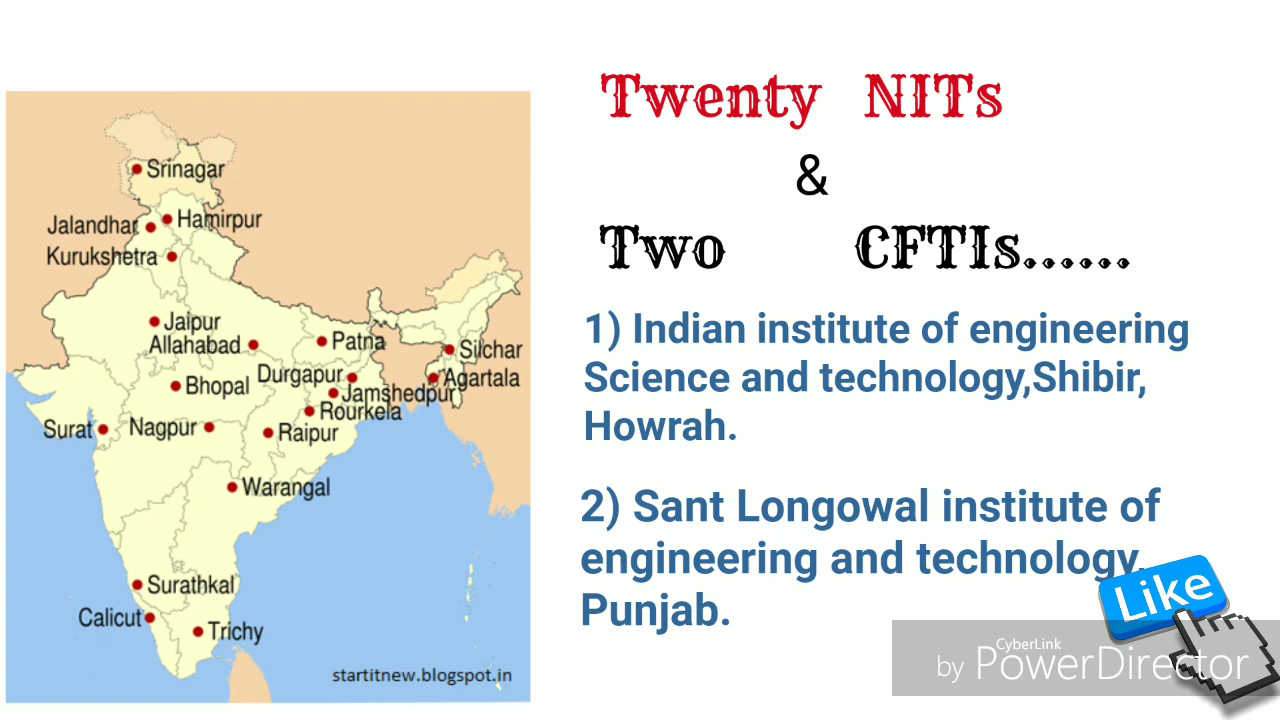 Twenty NITs
&
Two CFTIs......
1) Indian institute of engineering
Science and technology,Shibir,
Howrah.
2) Sant Longowal institute of
engineering and technology,
Punjab.
Srinagar
Hamirpur
Jalandhar
Kurukshetra
Jaipur
Allahabad
Patna
Silchar
Durgapur
Agartala
Bhopal
Jamshedpur
Rourkela
Surat
Nagpur
Raipur
Warangal
Surathkal
Calicut
Trichy
startitnew.blogspot.in
Like
CyberLink
by PowerDirector